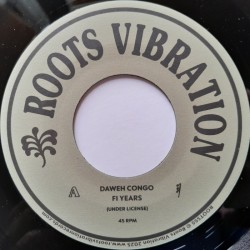 ROOTS VIBRATION
A
DAWEH CONGO
FI YEARS
(UNDER LICENSE)
45 RPM